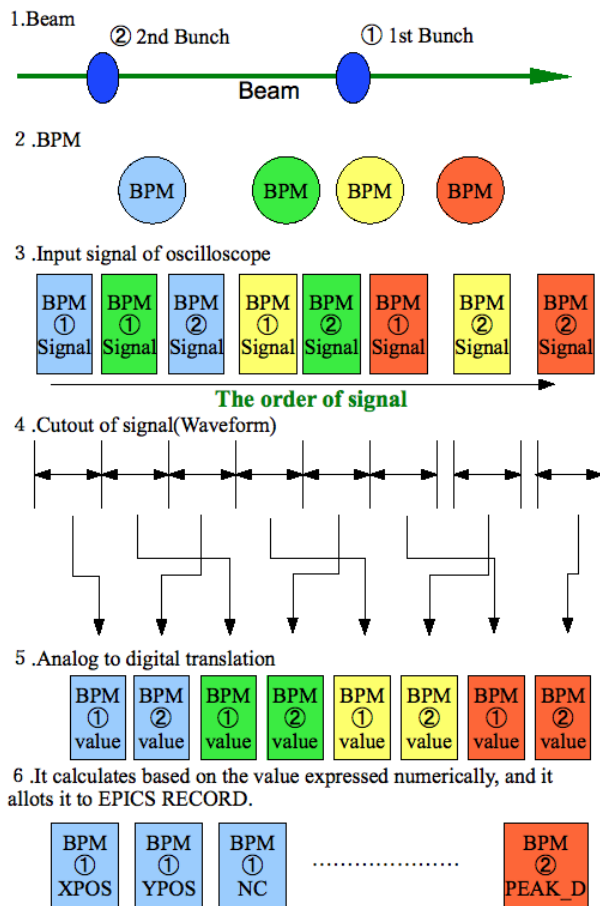 1.Beam
② 2nd Bunch
① 1st Bunch
Beam
2 .BPM
BPM BPM BPM BPM
3 .Input signal of oscilloscope
BPM BPM BPM BPM BPM BPM BPM BPM
① ① ② ① ② ① ② ②
Signal Signal Signal Signal Signal Signal Signal Signal
The order of signal
4 .Cutout of signal(Waveform)
5 .Analog to digital translation
BPM BPM BPM BPM BPM BPM BPM BPM
① ② ① ② ① ② ① ②
value value value value value value value value
6 .It calculates based on the value expressed numerically, and it
allots it to EPICS RECORD.
BPM BPM BPM BPM
① ① ① ..................... ②
XPOS YPOS NC PEAK_D